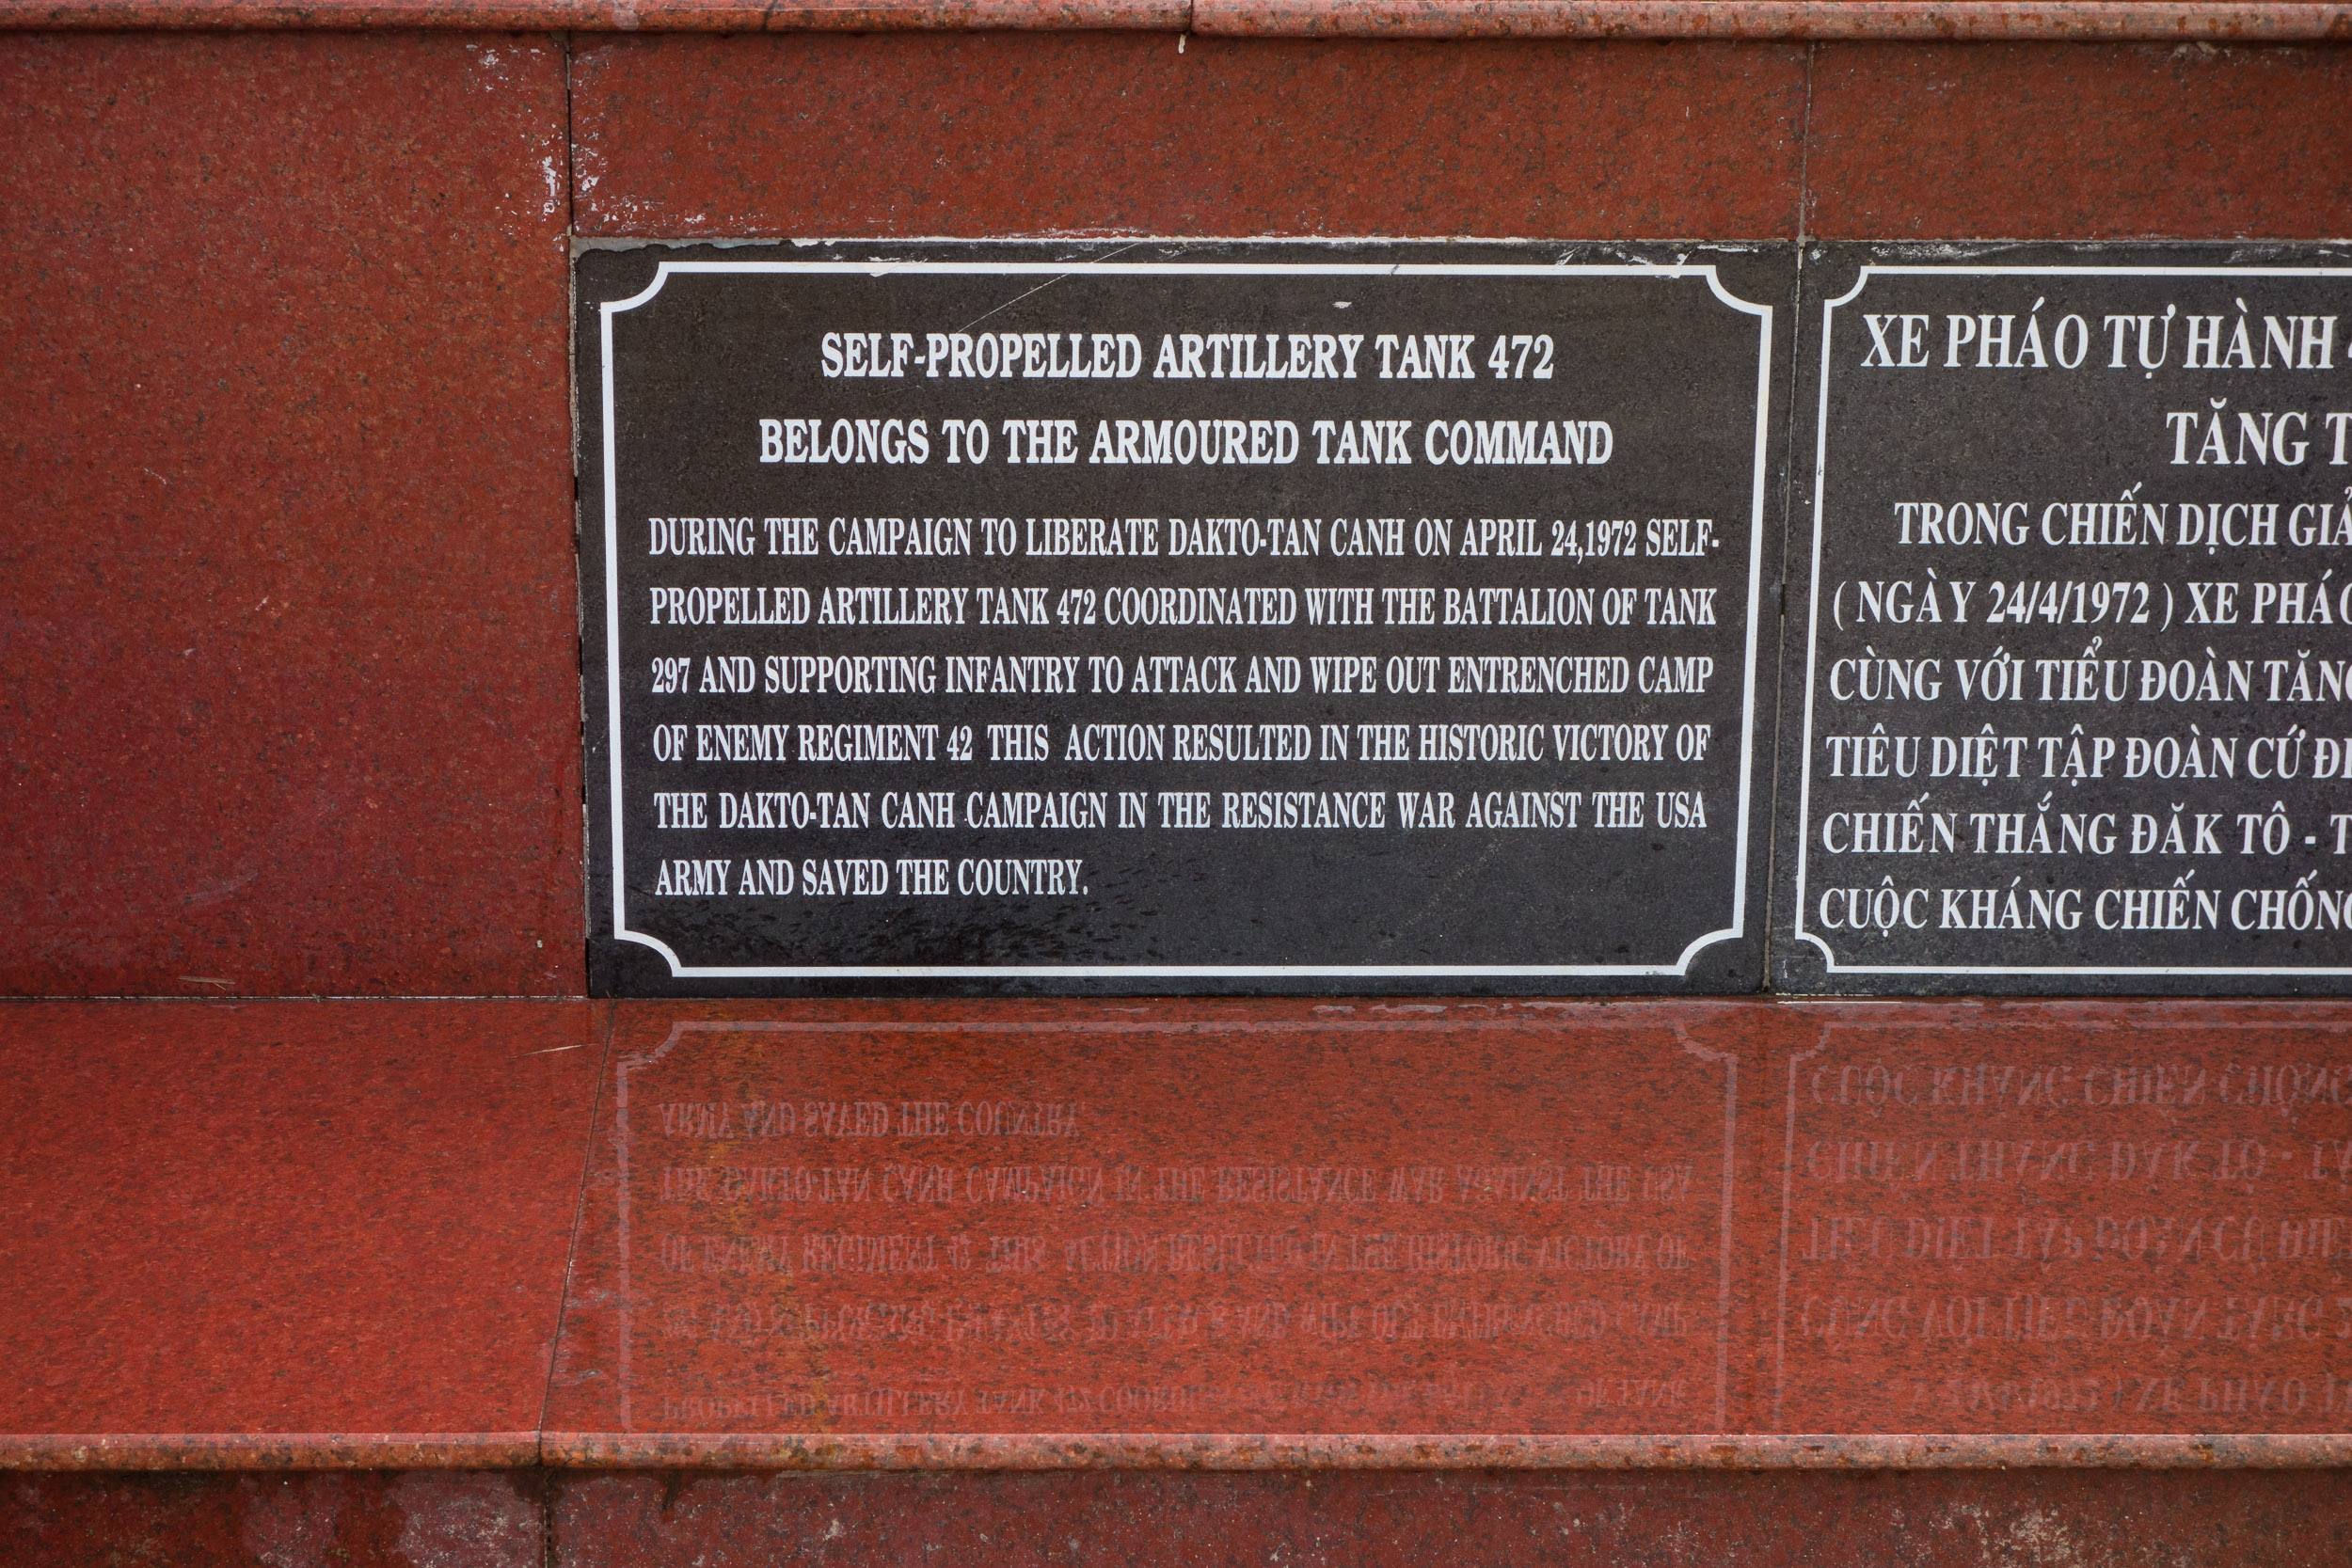 SELF-PROPELLED ARTILLERY TANK 472
BELONGS TO THE ARMOURED TANK COMMAND
DURING THE CAMPAIGN TO LIBERATE DAKTO-TAN CANH ON APRIL 24,1972 SELF-
PROPELLED ARTILLERY TANK 472 COORDINATED WITH THE BATTALION OF TANK
297 AND SUPPORTING INFANTRY TO ATTACK AND WIPE OUT ENTRENCHED CAMP
OF ENEMY REGIMENT 42 THIS ACTION RESULTED IN THE HISTORIC VICTORY OF
THE DAKTO-TAN CANH CAMPAIGN IN THE RESISTANCE WAR AGAINST THE USA
ARMY AND SAVED THE COUNTRY.
XE PHÁO TỰ HÀNH
TĂNG
TRONG CHIẾN DỊCH
( NGÀY 24/4/1972 ) XE
CÙNG VỚI TIỂU ĐOÀN
TIÊU DIỆT TẬP ĐOÀN CỨ
CHIẾN THẮNG ĐĂK TÔ -
CUỘC KHÁNG CHIẾN